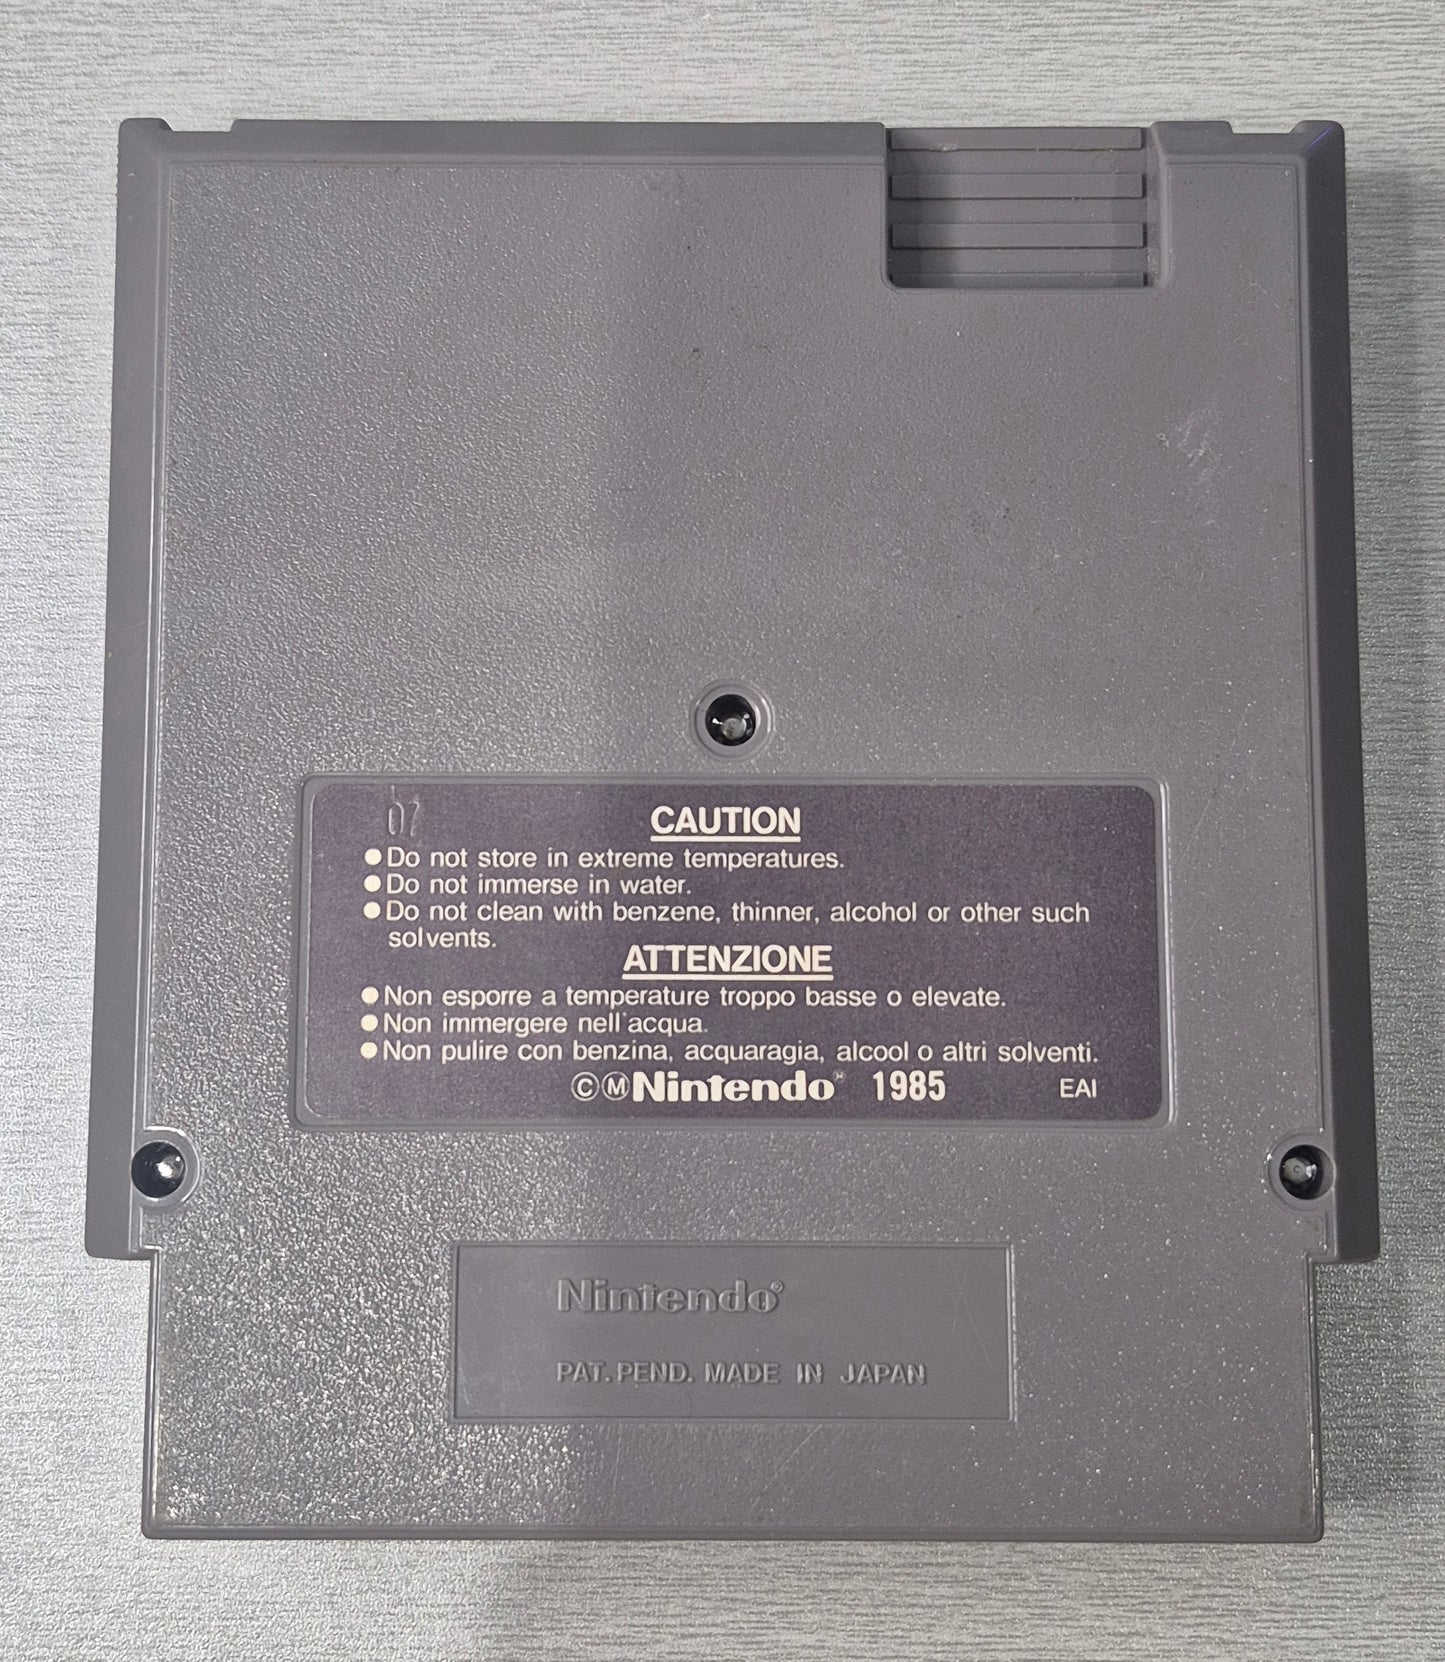 07
CAUTION
●Do not store in extreme temperatures.
●Do not immerse in water.
●Do not clean with benzene, thinner, alcohol or other such
solvents.
ATTENZIONE
●Non esporre a temperature troppo basse o elevate.
●Non immergere nell'acqua.
●Non pulire con benzina, acquaragia, alcool o altri solventi.
ⒸⓂNintendo® 1985 EAI
Nintendo®
PAT. PEND. MADE IN JAPAN